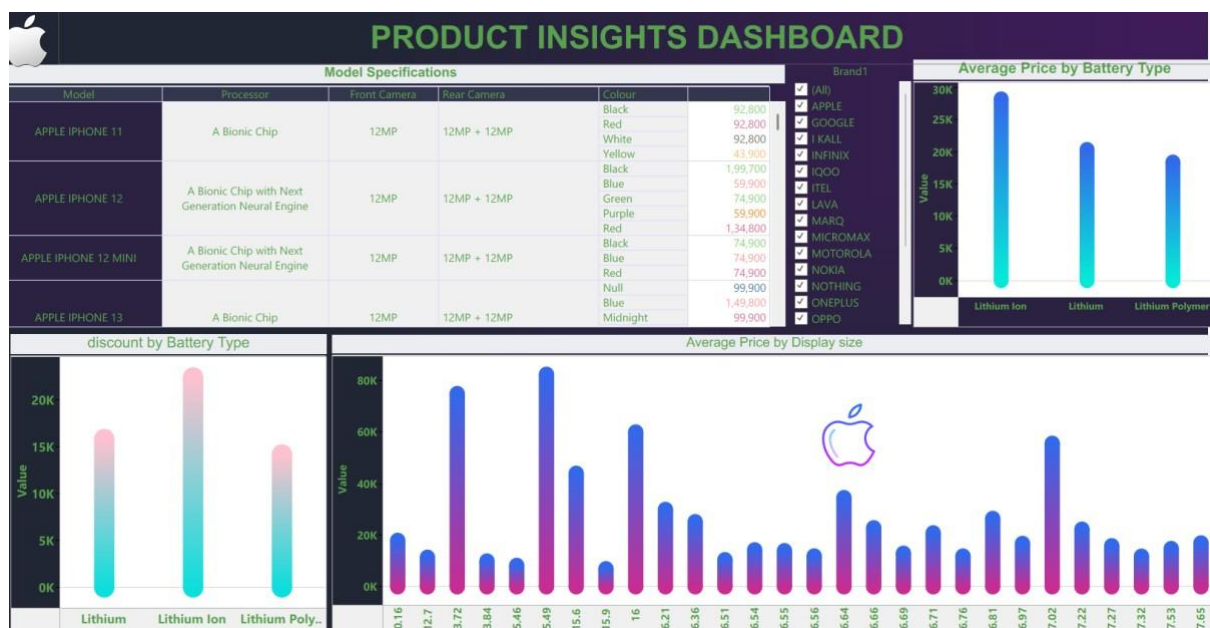 PRODUCT INSIGHTS DASHBOARD
Model Specifications
Model Processor Front Camera Rear Camera Colour
APPLE IPHONE 11 A Bionic Chip 12MP 12MP + 12MP
Black 92,800
Red 92,800
White 92,800
Yellow 43,900
APPLE IPHONE 12 A Bionic Chip with Next
Generation Neural Engine 12MP 12MP + 12MP
Black 1,99,700
Blue 59,900
Green 74,900
Purple 59,900
Red 1,34,800
APPLE IPHONE 12 MINI A Bionic Chip with Next
Generation Neural Engine 12MP 12MP + 12MP
Black 74,900
Blue 74,900
Red 74,900
APPLE IPHONE 13 A Bionic Chip 12MP 12MP + 12MP
Null 99,900
Blue 1,49,800
Midnight 99,900
Brand1
(All)
APPLE
GOOGLE
I KALL
INFINIX
IQOO
ITEL
LAVA
MARQ
MICROMAX
MOTOROLA
NOKIA
NOTHING
ONEPLUS
OPPO
Average Price by Battery Type
Value
30K
25K
20K
15K
10K
5K
0K
Lithium Ion Lithium Lithium Polymer
discount by Battery Type
Value
20K
15K
10K
5K
0K
Lithium Lithium Ion Lithium Poly..
Average Price by Display size
Value
80K
60K
40K
20K
0K
0.16 12.7 3.72 3.84 5.46 5.49 15.6 15.9 16 6.21 6.36 6.51 6.54 6.55 6.56 6.64 6.66 6.69 6.71 6.76 6.81 6.97 7.02 7.22 7.27 7.32 7.53 7.65